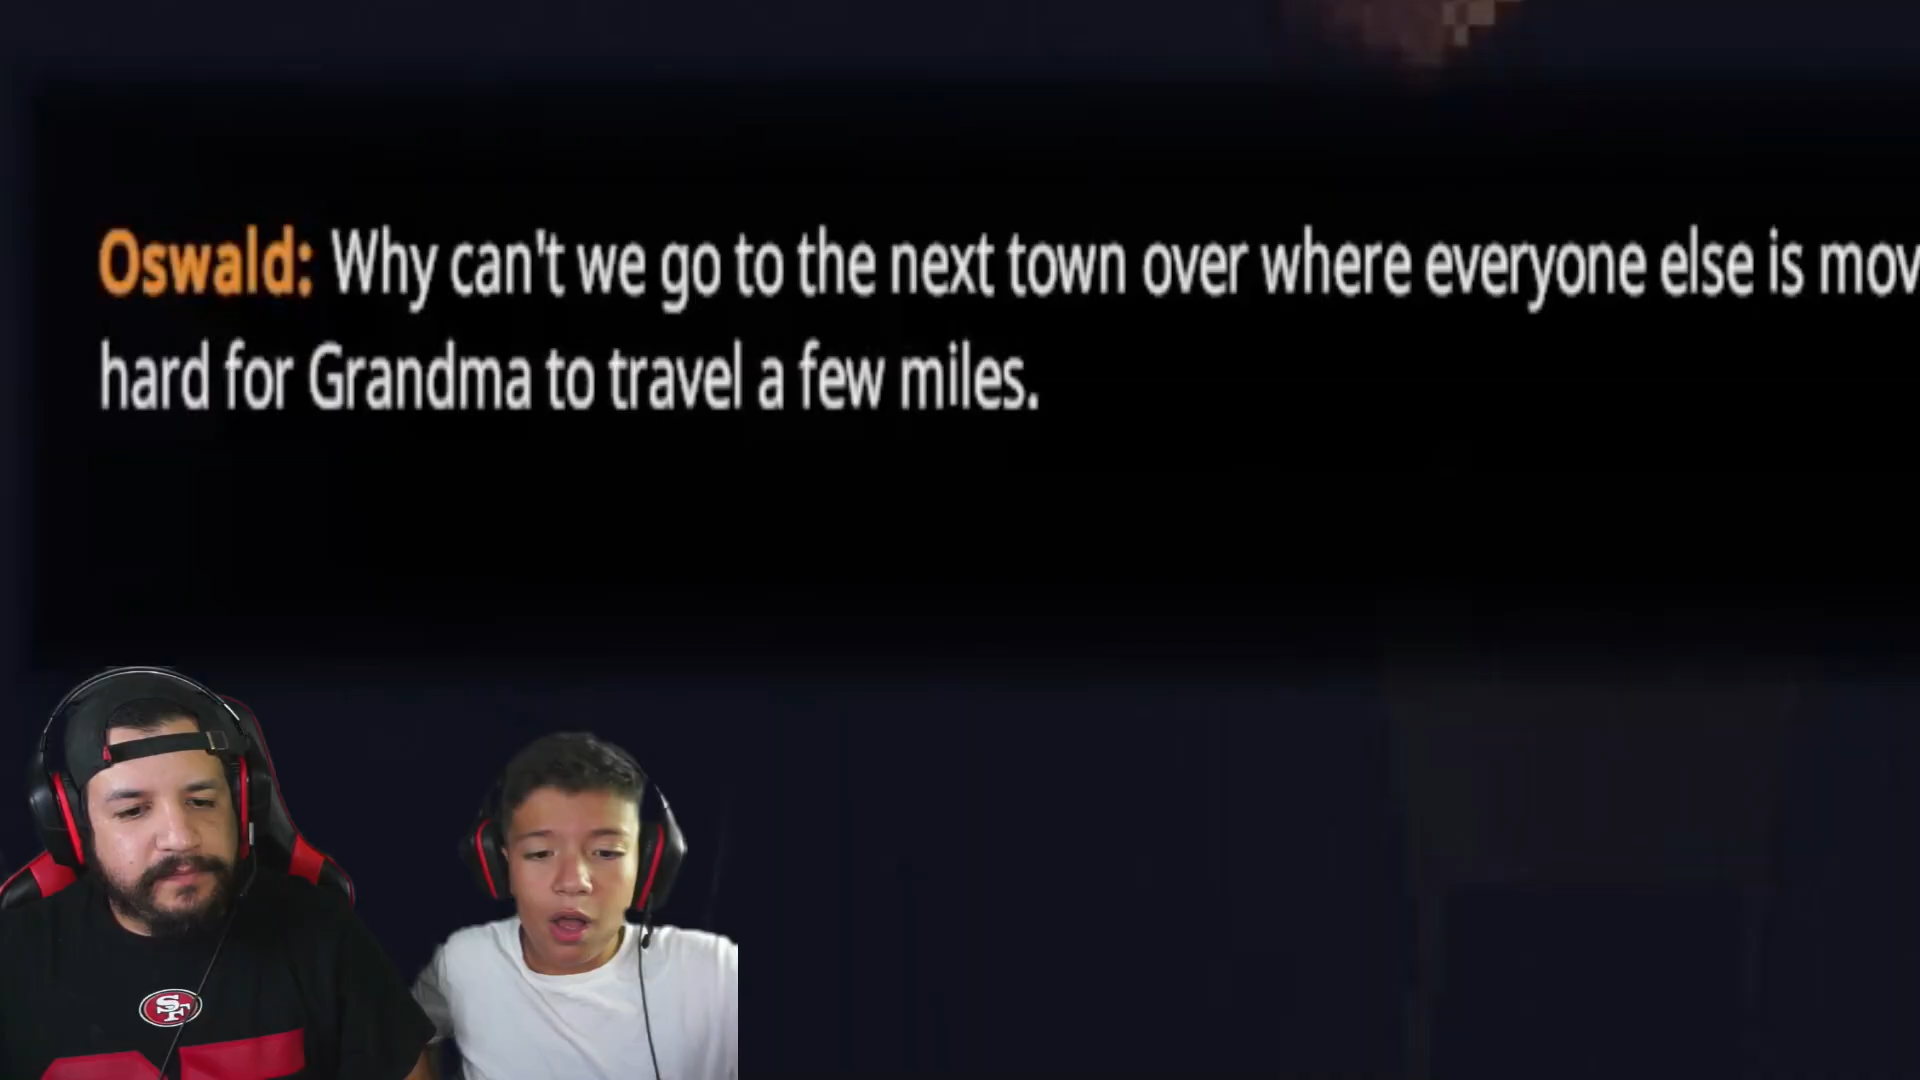 Oswald: Why can't we go to the next town over where everyone else is mov
hard for Grandma to travel a few miles.
SF